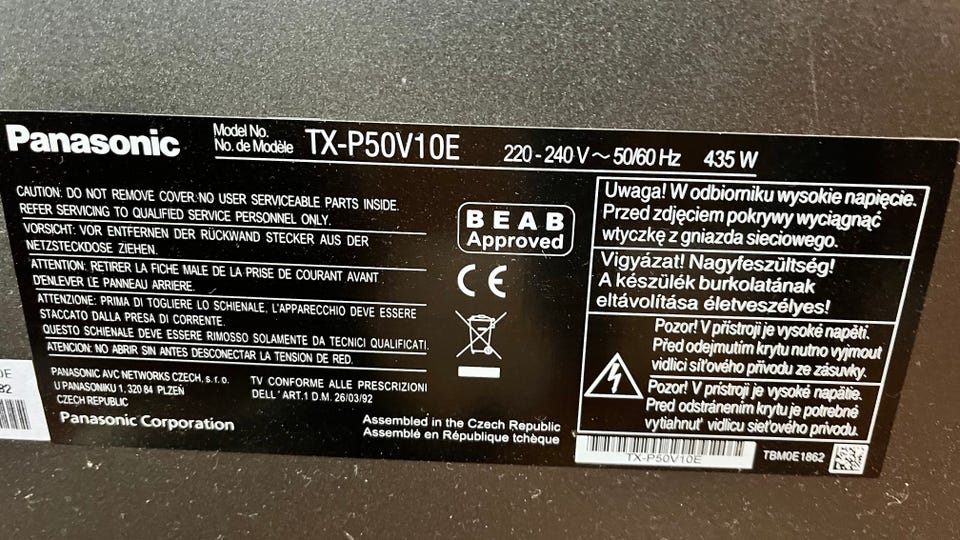 Panasonic
Model No.
No. de Modèle
TX-P50V10E
220 - 240 V ~ 50/60 Hz 435 W
CAUTION: DO NOT REMOVE COVER:NO USER SERVICEABLE PARTS INSIDE.
REFER SERVICING TO QUALIFIED SERVICE PERSONNEL ONLY.
VORSICHT: VOR ENTFERNEN DER RÜCKWAND STECKER AUS DER
NETZSTECKDOSE ZIEHEN.
ATTENTION: RETIRER LA FICHE MALE DE LA PRISE DE COURANT AVANT
D'ENLEVER LE PANNEAU ARRIERE.
ATTENZIONE: PRIMA DI TOGLIERE LO SCHIENALE, L'APPARECCHIO DEVE ESSERE
STACCATO DALLA PRESA DI CORRENTE.
QUESTO SCHIENALE DEVE ESSERE RIMOSSO SOLAMENTE DA TECNICI QUALIFICATI.
ATENCION: NO ABRIR SIN ANTES DESCONECTAR LA TENSION DE RED.
PANASONIC AVC NETWORKS CZECH, s. r. o.
U PANASONIKU 1, 320 84 PLZEŇ
CZECH REPUBLIC
Panasonic Corporation
TV CONFORME ALLE PRESCRIZIONI
DELL' ART.1 D.M. 26/03/92
Assembled in the Czech Republic
Assemblé en République tchèque
BEAB
Approved
CE
Uwaga! W odbiorniku wysokie napięcie.
Przed zdjęciem pokrywy wyciągnąć
wtyczkę z gniazda sieciowego.
Vigyázat! Nagyfeszültség!
A készülék burkolatának
eltávolítása életveszélyes!
Pozor! V přístroji je vysoké napětí.
Před odejmutím krytu nutno vyjmout
vidlici síťového přívodu ze zásuvky.
Pozor! V prístroji je vysoké napätie.
Pred odstránením krytu je potrebné
vytiahnuť vidlicu sieťového prívodu.
TX-P50V10E
TBM0E1862
0E
82